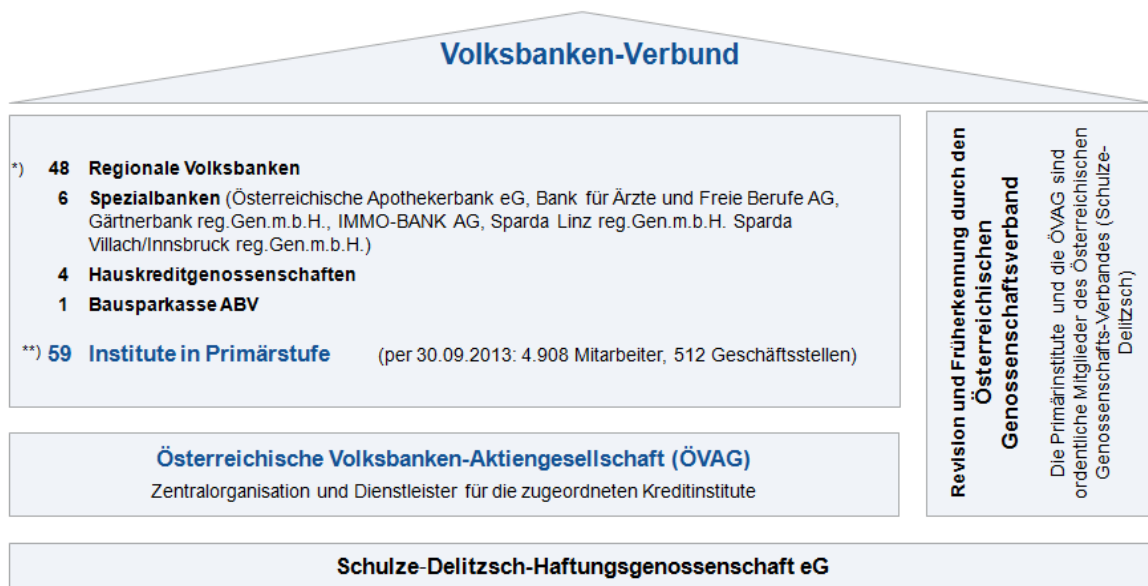 Volksbanken-Verbund
*) 48 Regionale Volksbanken
6 Spezialbanken (Österreichische Apothekerbank eG, Bank für Ärzte und Freie Berufe AG,
Gärtnerbank reg.Gen.m.b.H., IMMO-BANK AG, Sparda Linz reg.Gen.m.b.H. Sparda
Villach/Innsbruck reg.Gen.m.b.H.)
4 Hauskreditgenossenschaften
1 Bausparkasse ABV
**) 59 Institute in Primärstufe (per 30.09.2013: 4.908 Mitarbeiter, 512 Geschäftsstellen)
Österreichische Volksbanken-Aktiengesellschaft (ÖVAG)
Zentralorganisation und Dienstleister für die zugeordneten Kreditinstitute
Revision und Früherkennung durch den
Österreichischen
Genossenschaftsverband
Die Primärinstitute und die ÖVAG sind
ordentliche Mitglieder des Österreichischen
Genossenschafts-Verbandes (Schulze-
Delitzsch)
Schulze-Delitzsch-Haftungsgenossenschaft eG